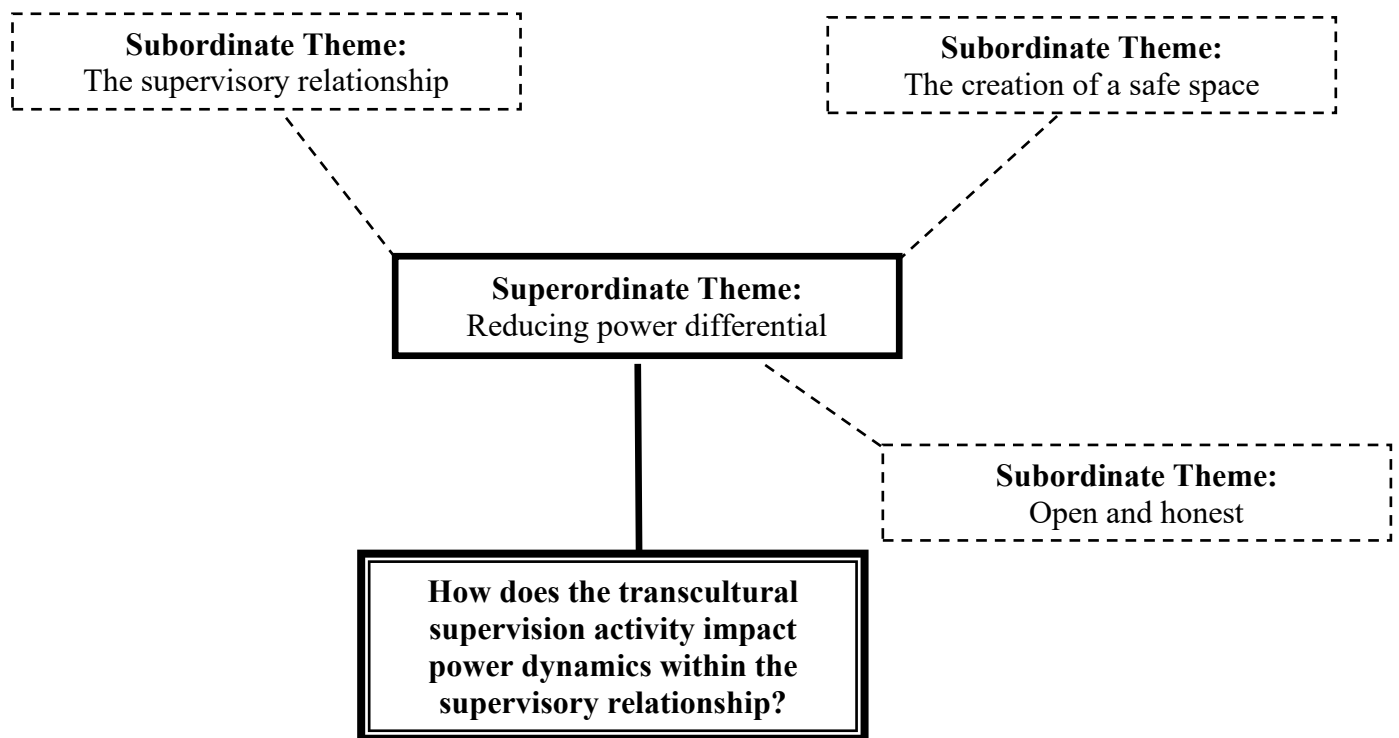 Subordinate Theme:
The supervisory relationship
Subordinate Theme:
The creation of a safe space
Superordinate Theme:
Reducing power differential
Subordinate Theme:
Open and honest
How does the transcultural
supervision activity impact
power dynamics within the
supervisory relationship?